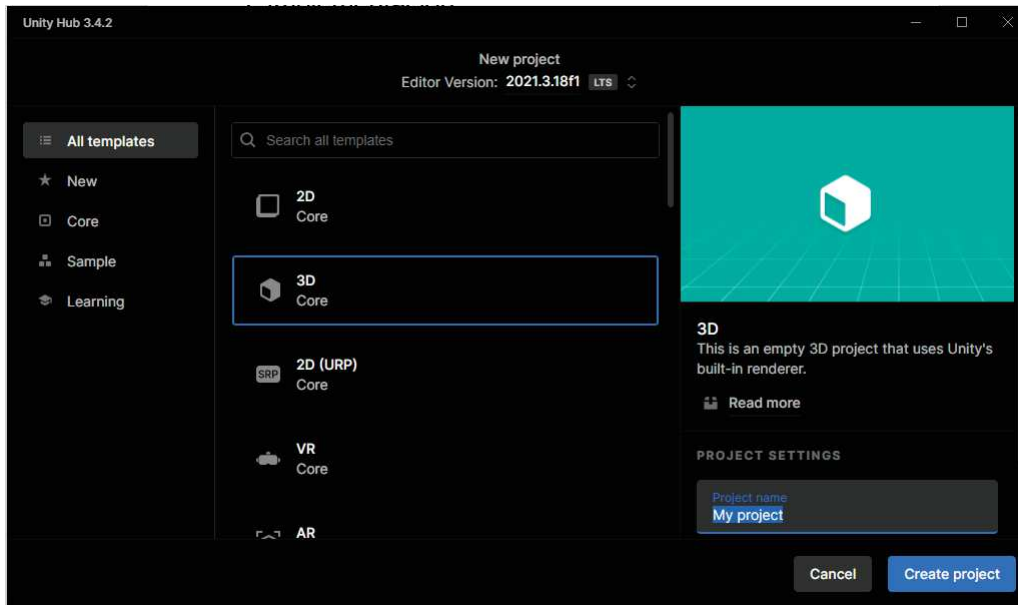 Unity Hub 3.4.2
New project
Editor Version: 2021.3.18f1 LTS
All templates
New
Core
Sample
Learning
Search all templates
2D
Core
3D
Core
SRP
2D (URP)
Core
VR
Core
AR
3D
This is an empty 3D project that uses Unity's
built-in renderer.
Read more
PROJECT SETTINGS
Project name
My project
Cancel
Create project